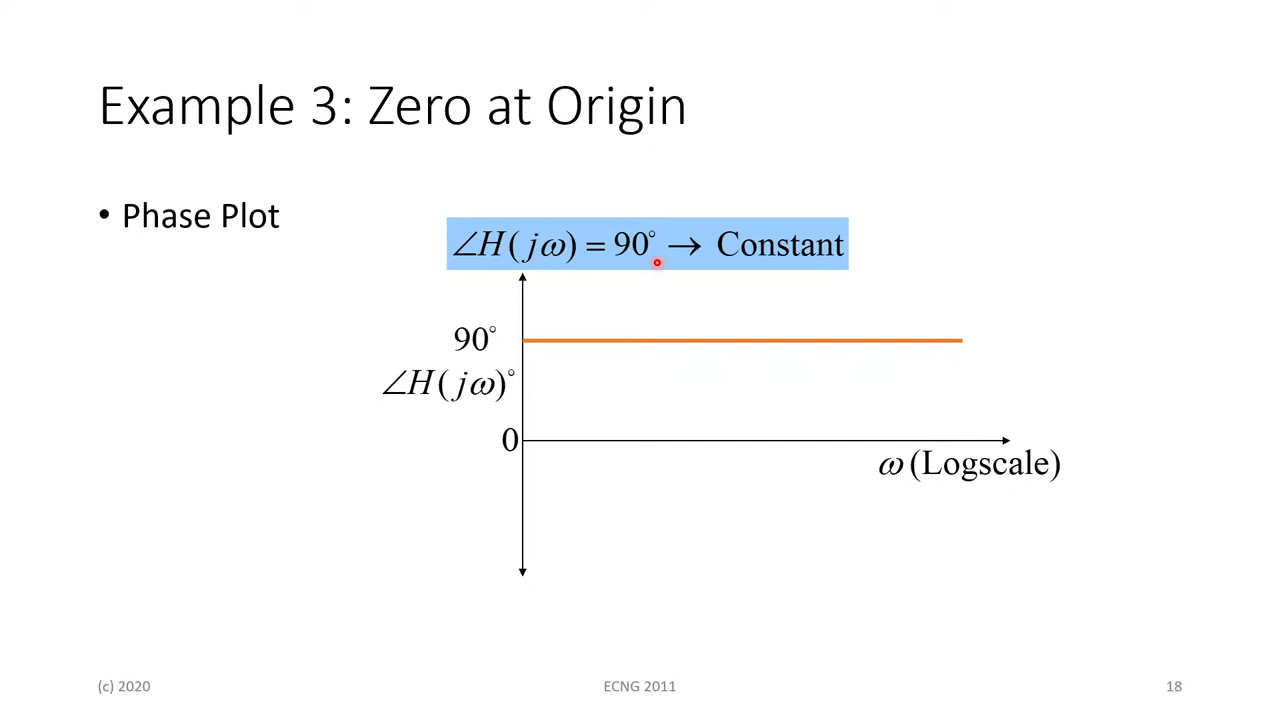 Example 3: Zero at Origin
• Phase Plot
∠H(jω) = 90° → Constant
90°
∠H(jω)°
0
ω (Logscale)
(c) 2020
ECNG 2011
18